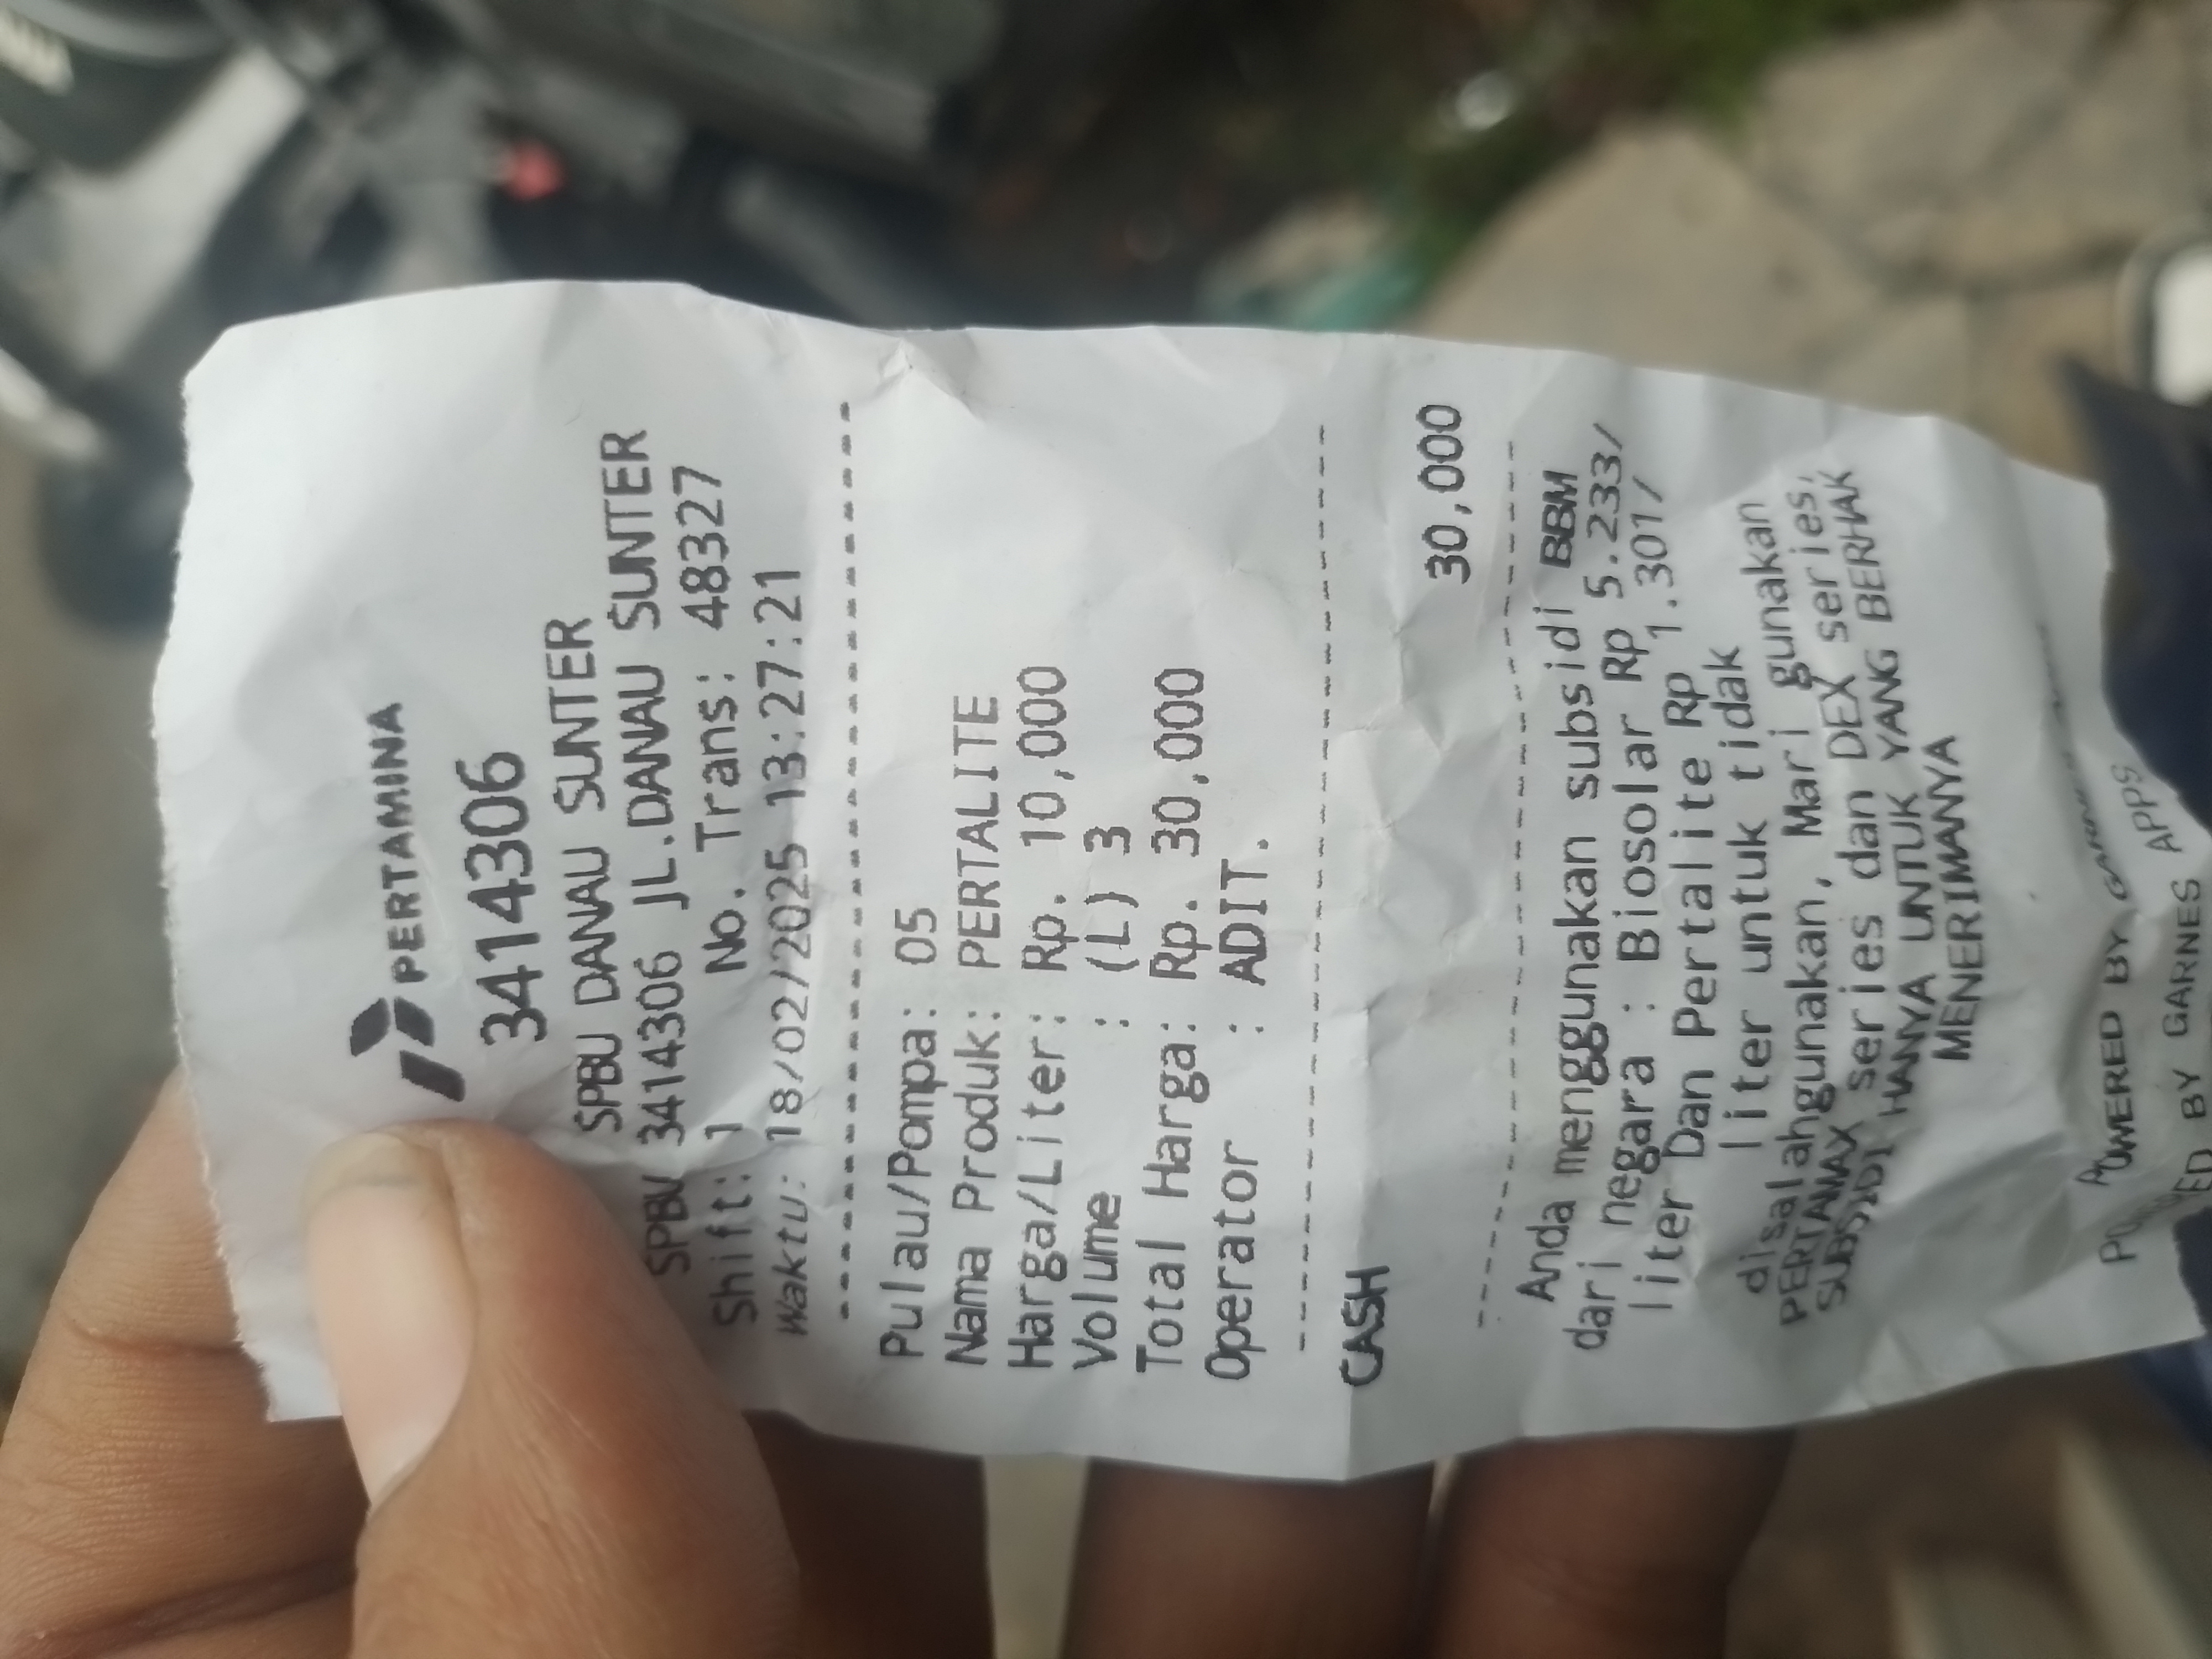 PERTAMINA
3414306
SPBU DANAU SUNTER
SPBU 3414306 JL.DANAU SUNTER
Shift: 1 No. Trans: 48327
Waktu: 18/02/2025 13:27:21
Pulau/Pompa: 05
Nama Produk: PERTALITE
Harga/Liter: Rp. 10,000
Volume : (L) 3
Total Harga: Rp. 30,000
Operator : ADIT.
CASH 30,000
Anda menggunakan subsidi BBM
dari negara : Biosolar Rp 5.233/
liter Dan Pertalite Rp 1.301/
liter untuk tidak
disalahgunakan, Mari gunakan
PERTAMAX series dan DEX series,
SUBSIDI HANYA UNTUK YANG BERHAK
MENERIMANYA
POWERED BY
BY GARNES APPS